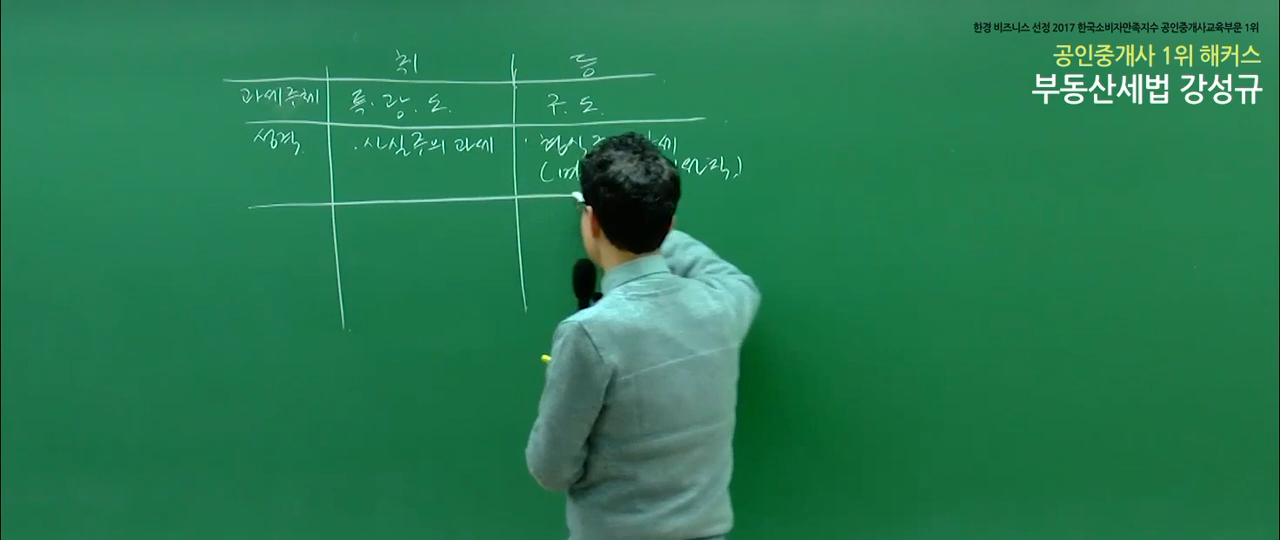 한경 비즈니스 선정 2017 한국소비자만족지수 공인중개사교육부문 1위
공인중개사 1위 해커스
부동산세법 강성규
취 등
과세주체 특·광·도. 구. 도.
성격 ·사실주의 과세 · 형식
(며